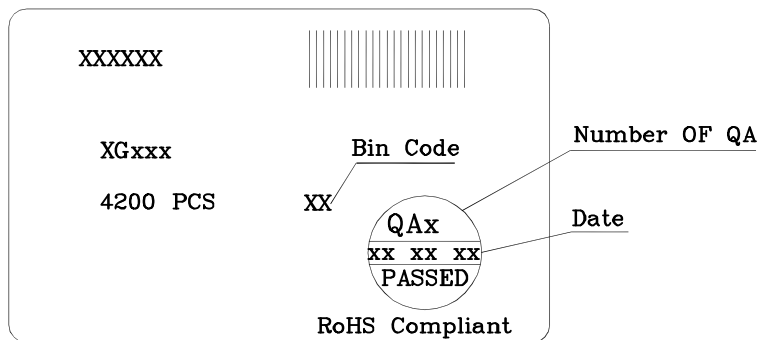 XXXXXX
XGxxx
Bin Code
Number OF QA
4200 PCS
XX
QAx
Date
xx xx xx
PASSED
RoHS Compliant